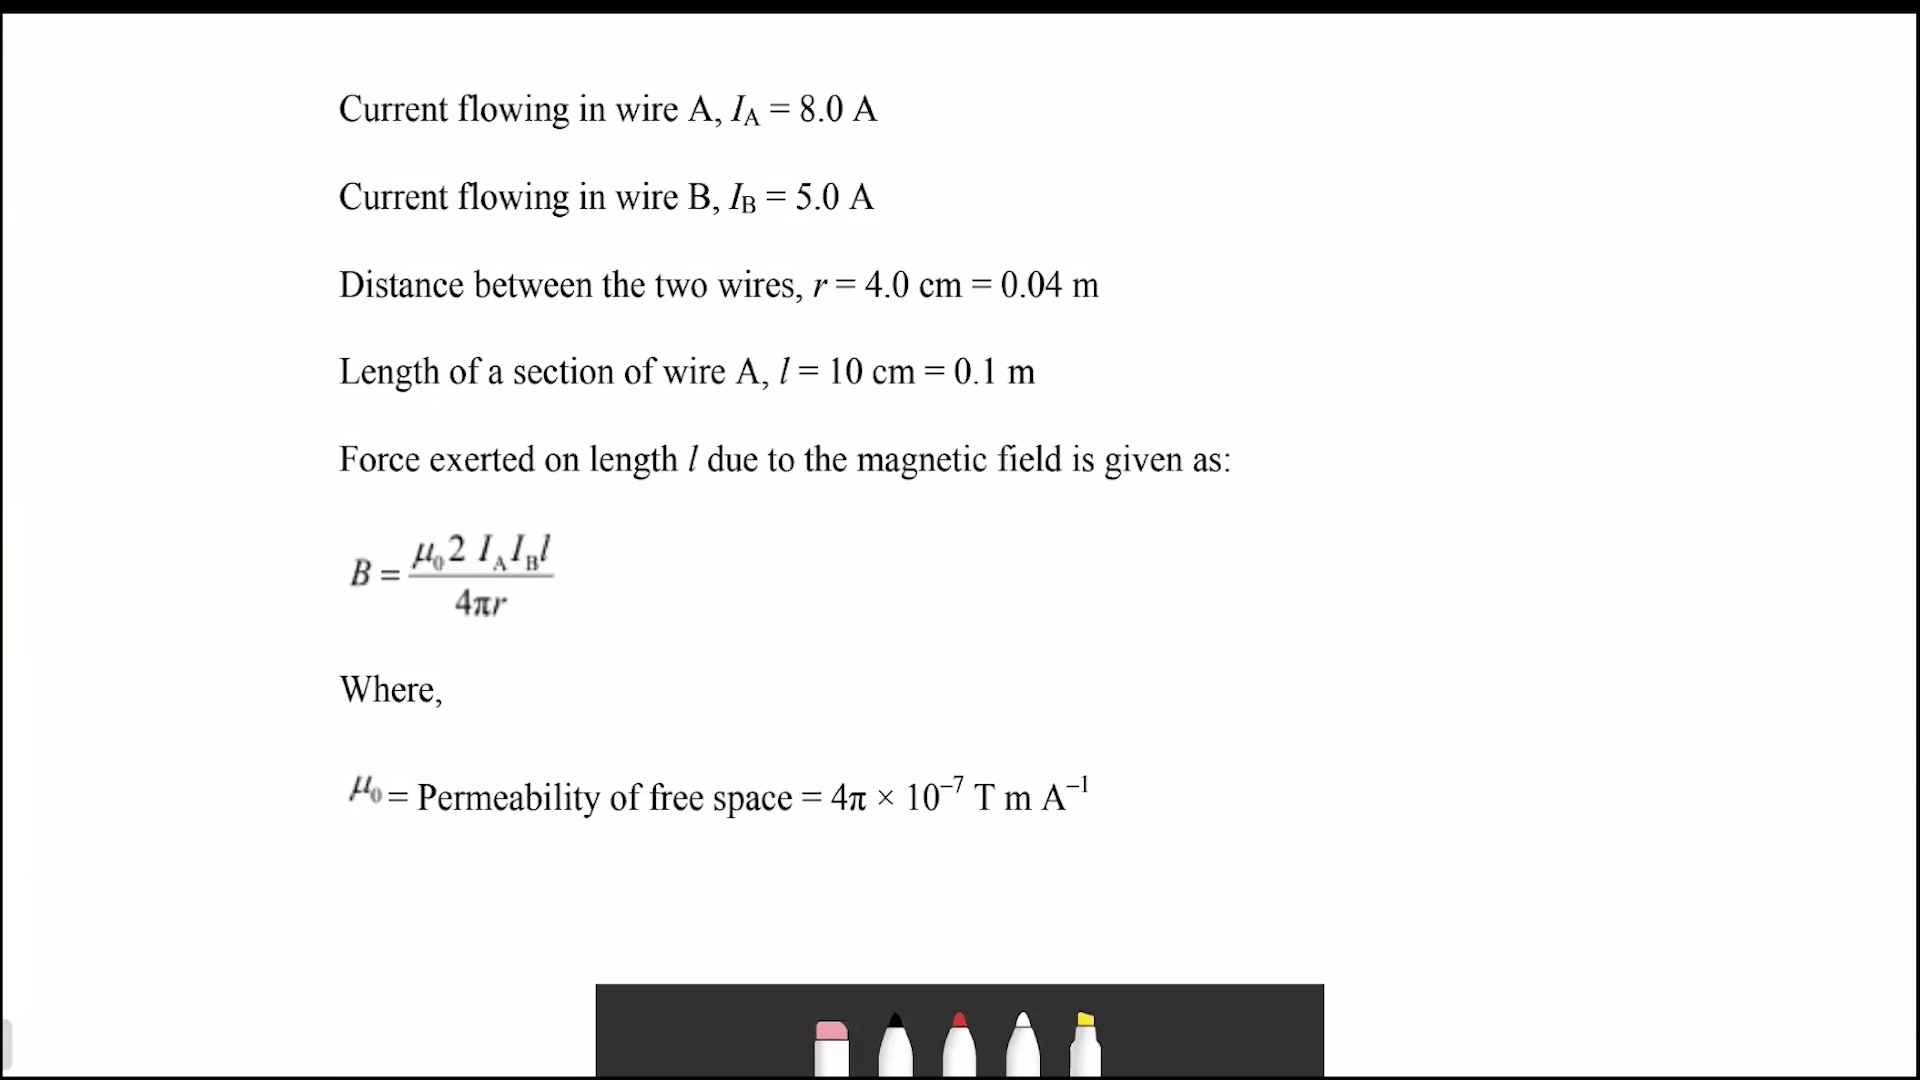 Current flowing in wire A, I_A = 8.0 A
Current flowing in wire B, I_B = 5.0 A
Distance between the two wires, r = 4.0 cm = 0.04 m
Length of a section of wire A, l = 10 cm = 0.1 m
Force exerted on length l due to the magnetic field is given as:
B = μ₀2 I_A I_B l / 4πr
Where,
μ₀ = Permeability of free space = 4π × 10⁻⁷ T m A⁻¹